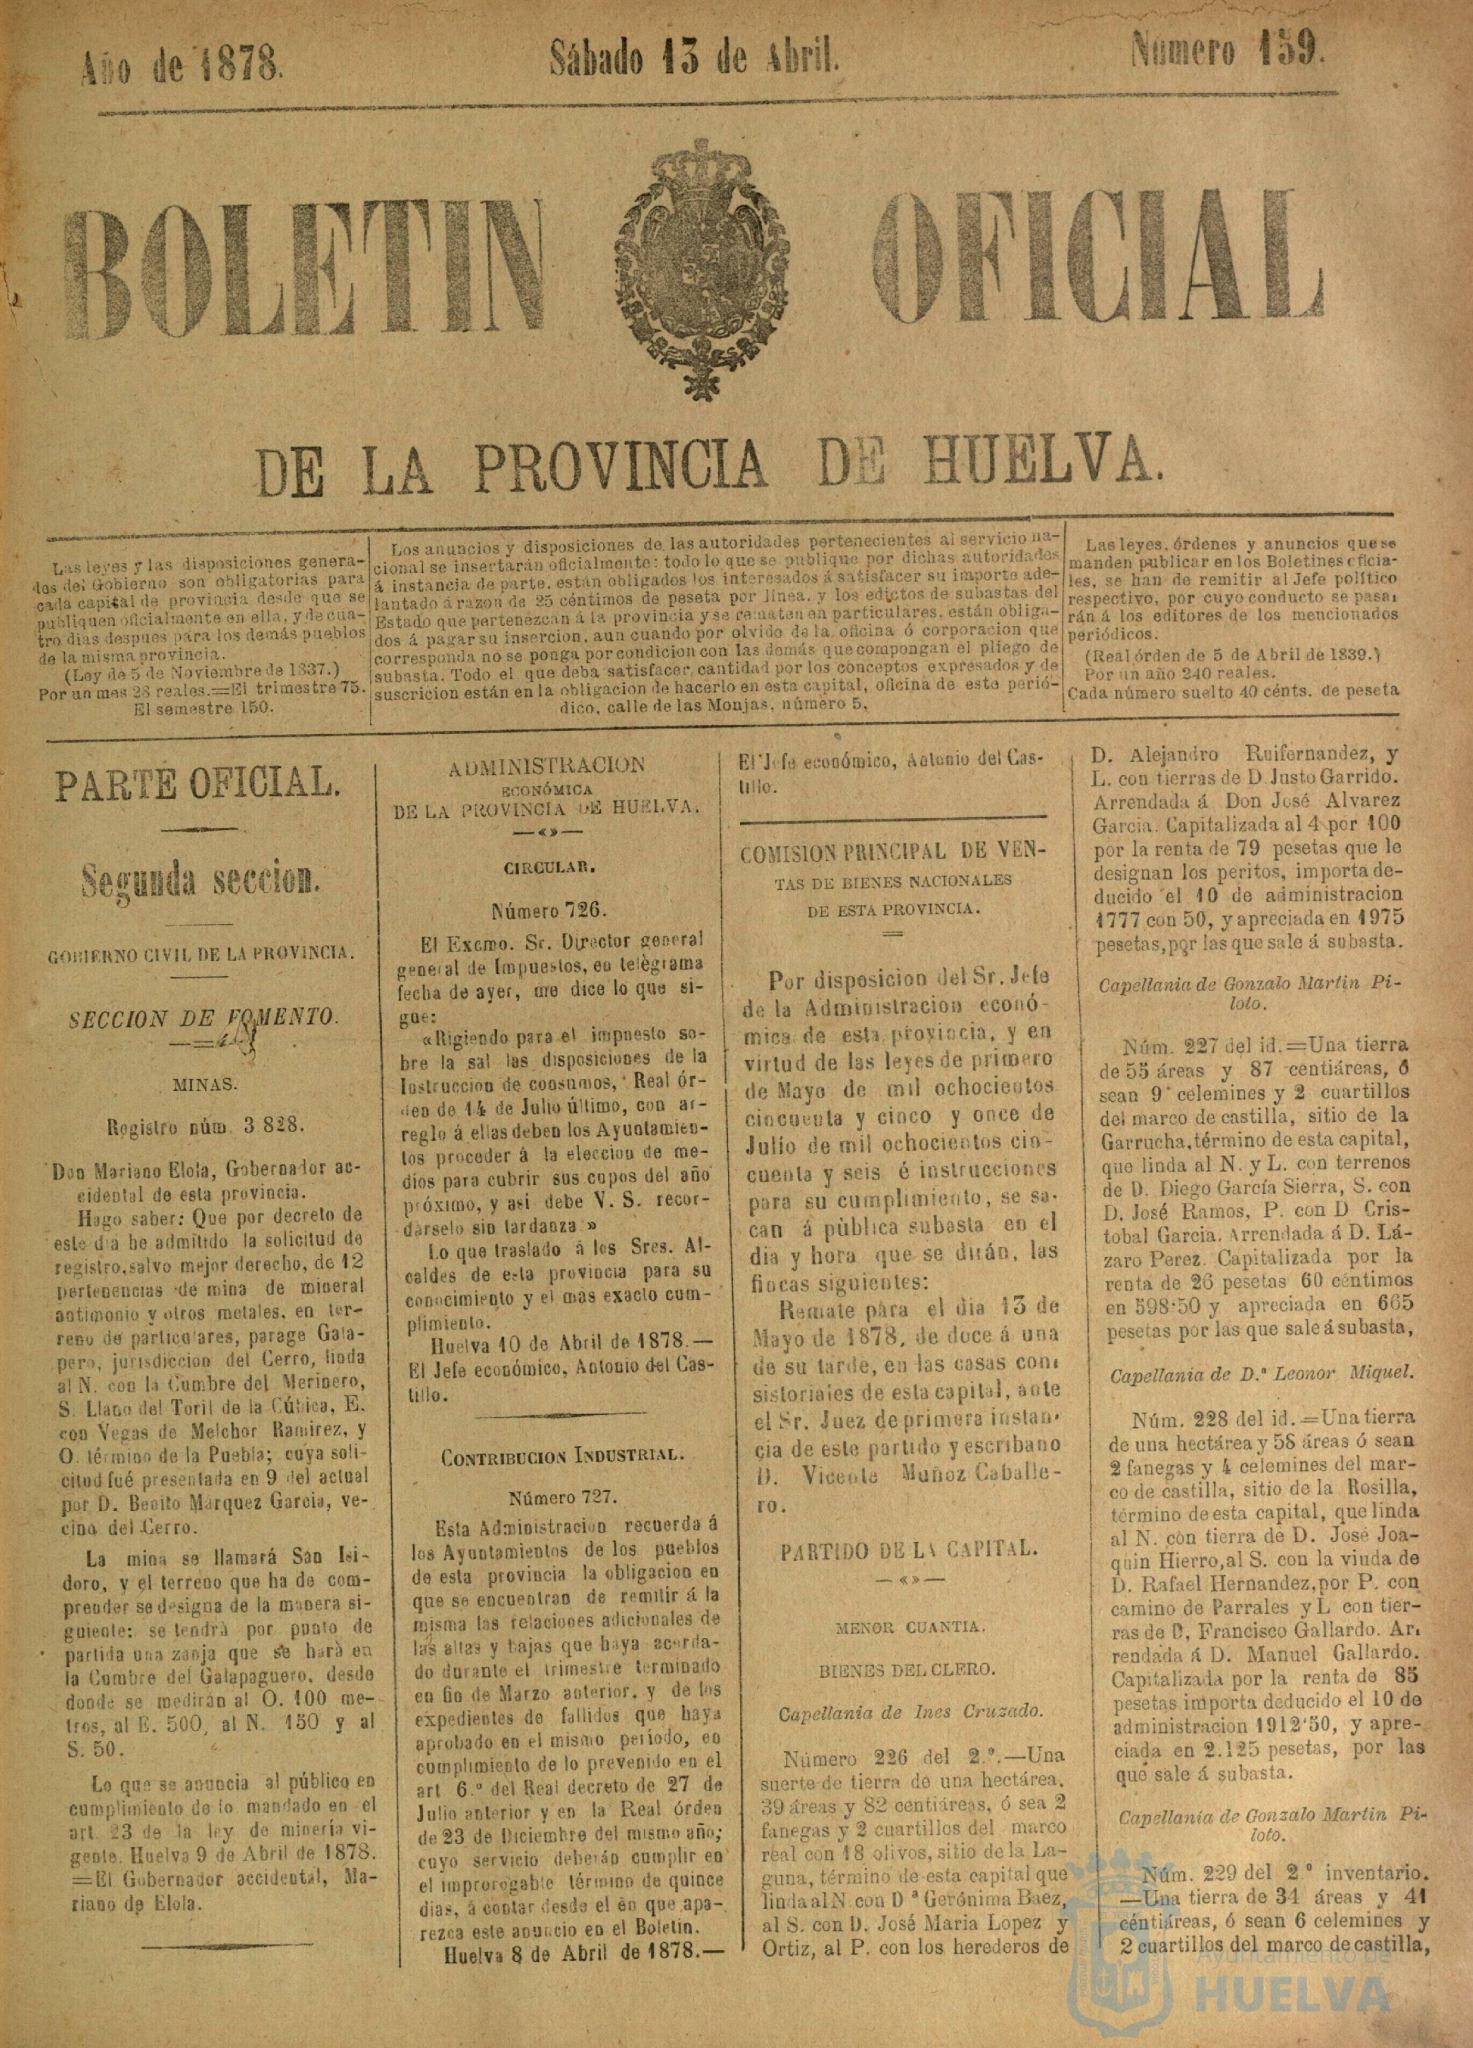 Año de 1878.
Sábado 13 de Abril.
Número 159.
BOLETIN OFICIAL
DE LA PROVINCIA DE HUELVA.
Las leyes y las disposiciones genera-
les del Gobierno son obligatorias para
cada capital de provincia desde que se
publiquen oficialmente en ella, y de cua-
tro dias despues para los demás pueblos
de la misma provincia.
(Ley de 5 de Noviembre de 1837.)
Por un mes 28 reales.=El trimestre 75.
El semestre 150.
Los anuncios y disposiciones de las autoridades pertenecientes al servicio na-
cional se insertarán oficialmente: todo lo que se publique por dichas autoridades
á instancia de parte, están obligados los interesados á satisfacer su importe ade-
lantado á razon de 25 céntimos de peseta por línea, y los edictos de subastas del
Estado que pertenezcan á la provincia y se rematen en particulares, están obliga-
dos á pagar su insercion, aun cuando por olvido de la oficina ó corporacion que
corresponda no se ponga por condicion con las demás que compongan el pliego de
subasta. Todo el que deba satisfacer cantidad por los conceptos expresados y de
suscricion están en la obligacion de hacerlo en esta capital, oficina de este perió-
dico, calle de las Monjas, número 5.
Las leyes, órdenes y anuncios que se
manden publicar en los Boletines oficia-
les, se han de remitir al Jefe político
respectivo, por cuyo conducto se pasa-
rán á los editores de los mencionados
periódicos.
(Real órden de 5 de Abril de 1839.)
Por un año 240 reales.
Cada número suelto 40 cénts. de peseta
PARTE OFICIAL.
Segunda seccion.
GOBIERNO CIVIL DE LA PROVINCIA.
SECCION DE FOMENTO.
MINAS.
Registro núm. 3 828.
Don Mariano Elola, Gobernador ac-
cidental de esta provincia.
Hago saber: Que por decreto de
este dia he admitido la solicitud de
registro, salvo mejor derecho, de 12
pertenencias de mina de mineral
antimonio y otros metales, en ter-
reno de particulares, parage Gala-
pero, jurisdiccion del Cerro, linda
al N. con la Cumbre del Merinero,
S. Llano del Toril de la Cúbica, E.
con Vegas de Melchor Ramirez, y
O. término de la Puebla; cuya soli-
citud fué presentada en 9 del actual
por D. Benito Marquez Garcia, ve-
cino del Cerro.
La mina se llamará San Isi-
doro, y el terreno que ha de com-
prender se designa de la manera si-
guiente: se tendrá por punto de
partida una zanja que se hará en
la Cumbre del Galapaguero, desde
donde se medirán al O. 100 me-
tros, al E. 500, al N. 150 y al
S. 50.
Lo que se anuncia al público en
cumplimiento de lo mandado en el
art. 23 de la ley de minería vi-
gente. Huelva 9 de Abril de 1878.
=El Gobernador accidental, Ma-
riano de Elola.
ADMINISTRACION
ECONÓMICA
DE LA PROVINCIA DE HUELVA.
—«»—
CIRCULAR.
Número 726.
El Excmo. Sr. Director general
general de Impuestos, en telégrama
fecha de ayer, me dice lo que si-
gue:
«Rigiendo para el impuesto so-
bre la sal las disposiciones de la
Instruccion de consumos, Real ór-
den de 14 de Julio último, con ar-
reglo á ellas deben los Ayuntamien-
tos proceder á la eleccion de me-
dios para cubrir sus cupos del año
próximo, y asi debe V. S. recor-
dárselo sin tardanza»
Lo que traslado á los Sres. Al-
caldes de esta provincia para su
conocimiento y el mas exacto cum-
plimiento.
Huelva 10 de Abril de 1878.—
El Jefe económico, Antonio del Cas-
tillo.
CONTRIBUCION INDUSTRIAL.
Número 727.
Esta Administracion recuerda á
los Ayuntamientos de los pueblos
de esta provincia la obligacion en
que se encuentran de remitir á la
misma las relaciones adicionales de
las altas y bajas que haya acorda-
do durante el trimestre terminado
en fin de Marzo anterior, y de los
expedientes de fallidos que haya
aprobado en el mismo periodo, en
cumplimiento de lo prevenido en el
art 6.º del Real decreto de 27 de
Julio anterior y en la Real órden
de 23 de Diciembre del mismo año;
cuyo servicio deberán cumplir en
el improrogable término de quince
dias, á contar desde el en que apa-
rezca este anuncio en el Boletin.
Huelva 8 de Abril de 1878.—
El Jefe económico, Antonio del Cas-
tillo.
COMISION PRINCIPAL DE VEN-
TAS DE BIENES NACIONALES
DE ESTA PROVINCIA.
Por disposicion del Sr. Jefe
de la Administracion econó-
mica de esta provincia, y en
virtud de las leyes de primero
de Mayo de mil ochocientos
cincuenta y cinco y once de
Julio de mil ochocientos cin-
cuenta y seis é instrucciones
para su cumplimiento, se sa-
can á pública subasta en el
dia y hora que se dirán, las
fincas siguientes:
Remate para el dia 13 de
Mayo de 1878, de doce á una
de su tarde, en las casas con-
sistoriales de esta capital, ante
el Sr. Juez de primera instan-
cia de este partido y escribano
D. Vicente Muñoz Caballe-
ro.
PARTIDO DE LA CAPITAL.
—«»—
MENOR CUANTIA.
BIENES DEL CLERO.
Capellania de Ines Cruzado.
Número 226 del 2.º.—Una
suerte de tierra de una hectárea,
39 áreas y 82 centiáreas, ó sea 2
fanegas y 2 cuartillos del marco
real con 18 olivos, sitio de la La-
guna, término de esta capital que
linda al N con D ª Gerónima Baez,
al S. con D. José Maria Lopez y
Ortiz, al P. con los herederos de
D. Alejandro Ruifernandez, y
L. con tierras de D Justo Garrido.
Arrendada á Don José Alvarez
Garcia. Capitalizada al 4 por 100
por la renta de 79 pesetas que le
designan los peritos, importa de-
ducido el 10 de administracion
1777 con 50, y apreciada en 1975
pesetas, por las que sale á subasta.
Capellania de Gonzalo Martin Pi-
loto.
Núm. 227 del id.=Una tierra
de 55 áreas y 87 centiáreas, ó
sean 9 celemines y 2 cuartillos
del marco de castilla, sitio de la
Garrucha, término de esta capital,
que linda al N. y L. con terrenos
de D. Diego García Sierra, S. con
D. José Ramos, P. con D Cris-
tobal Garcia. Arrendada á D. Lá-
zaro Perez. Capitalizada por la
renta de 26 pesetas 60 céntimos
en 598'50 y apreciada en 665
pesetas por las que sale á subasta,
Capellania de D.ª Leonor Miquel.
Núm. 228 del id.=Una tierra
de una hectárea y 58 áreas ó sean
2 fanegas y 4 celemines del mar-
co de castilla, sitio de la Rosilla,
término de esta capital, que linda
al N. con tierra de D. José Joa-
quin Hierro, al S. con la viuda de
D. Rafael Hernandez, por P. con
camino de Parrales y L con tier-
ras de D, Francisco Gallardo. Ar-
rendada á D. Manuel Gallardo.
Capitalizada por la renta de 85
pesetas importa deducido el 10 de
administracion 1912'50, y apre-
ciada en 2.125 pesetas, por las
que sale á subasta.
Capellanía de Gonzalo Martin Pi-
loto.
Núm. 229 del 2º inventario.
—Una tierra de 34 áreas y 41
centiáreas, ó sean 6 celemines y
2 cuartillos del marco de castilla,
Ayuntamiento de
HUELVA